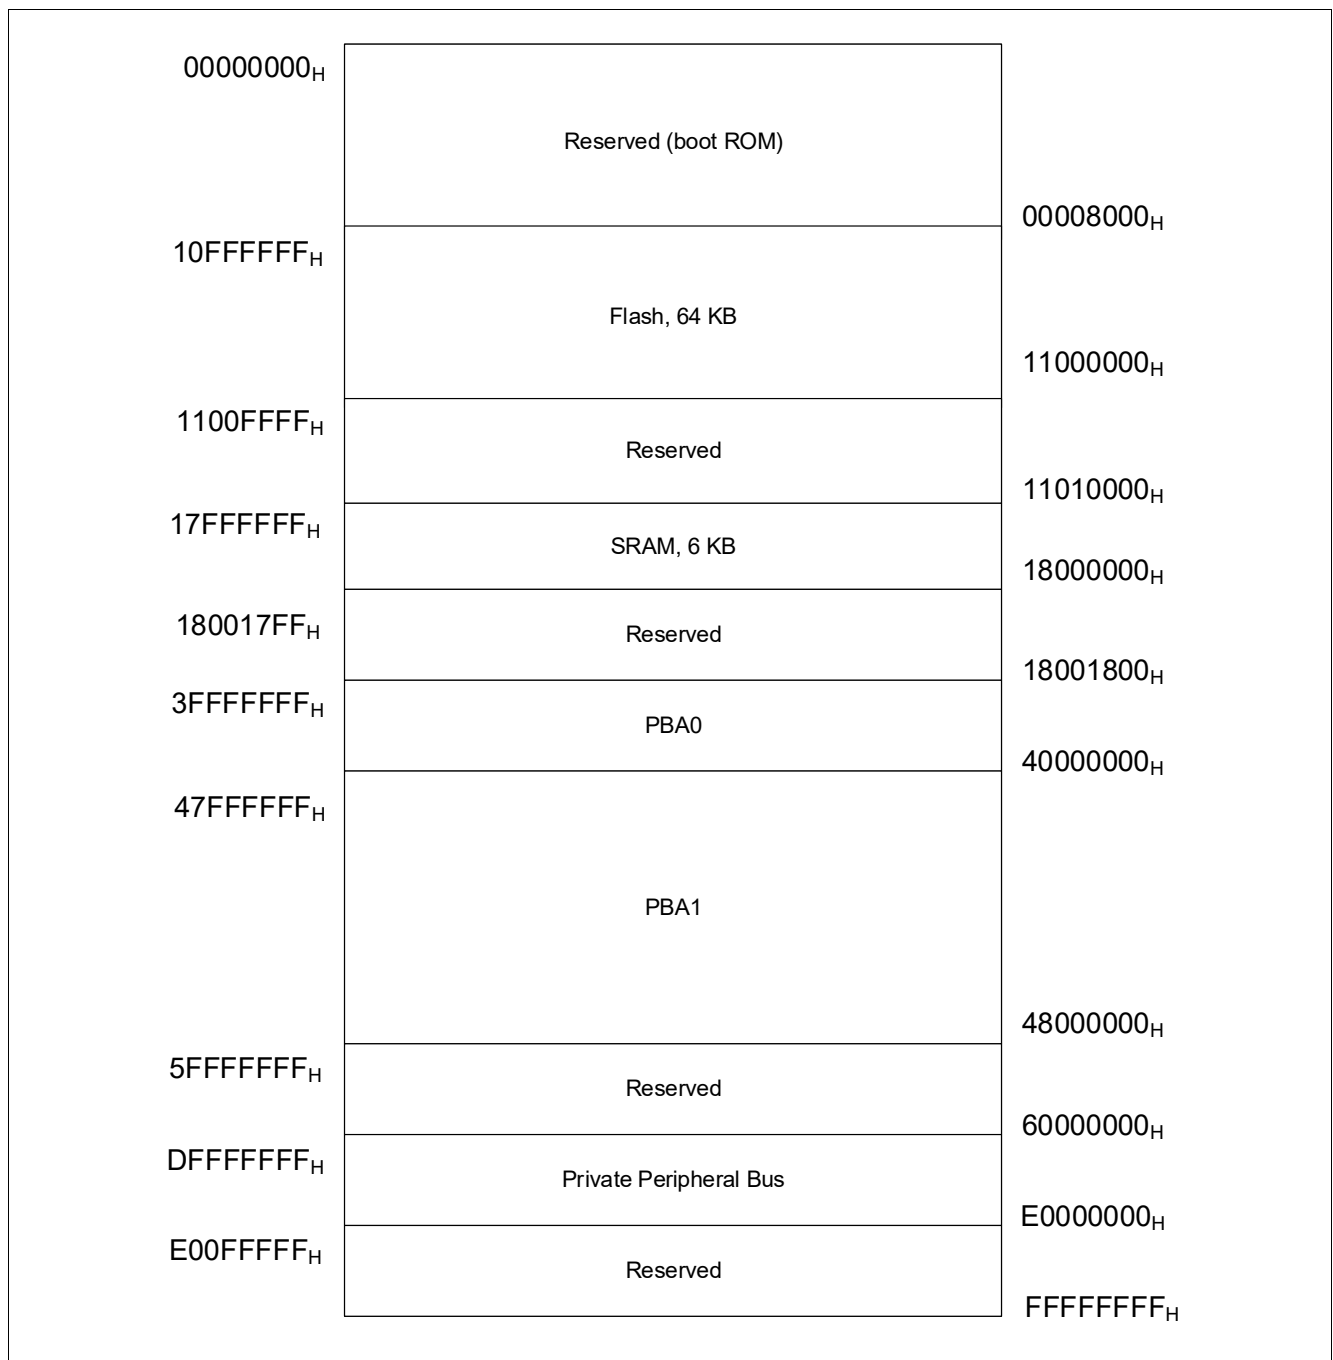 00000000H
Reserved (boot ROM)
00008000H
10FFFFFFH
Flash, 64 KB
11000000H
1100FFFFH
Reserved
11010000H
17FFFFFFH
SRAM, 6 KB
18000000H
180017FFH
Reserved
18001800H
3FFFFFFFH
PBA0
40000000H
47FFFFFFH
PBA1
48000000H
5FFFFFFFH
Reserved
60000000H
DFFFFFFFH
Private Peripheral Bus
E0000000H
E00FFFFFH
Reserved
FFFFFFFFH